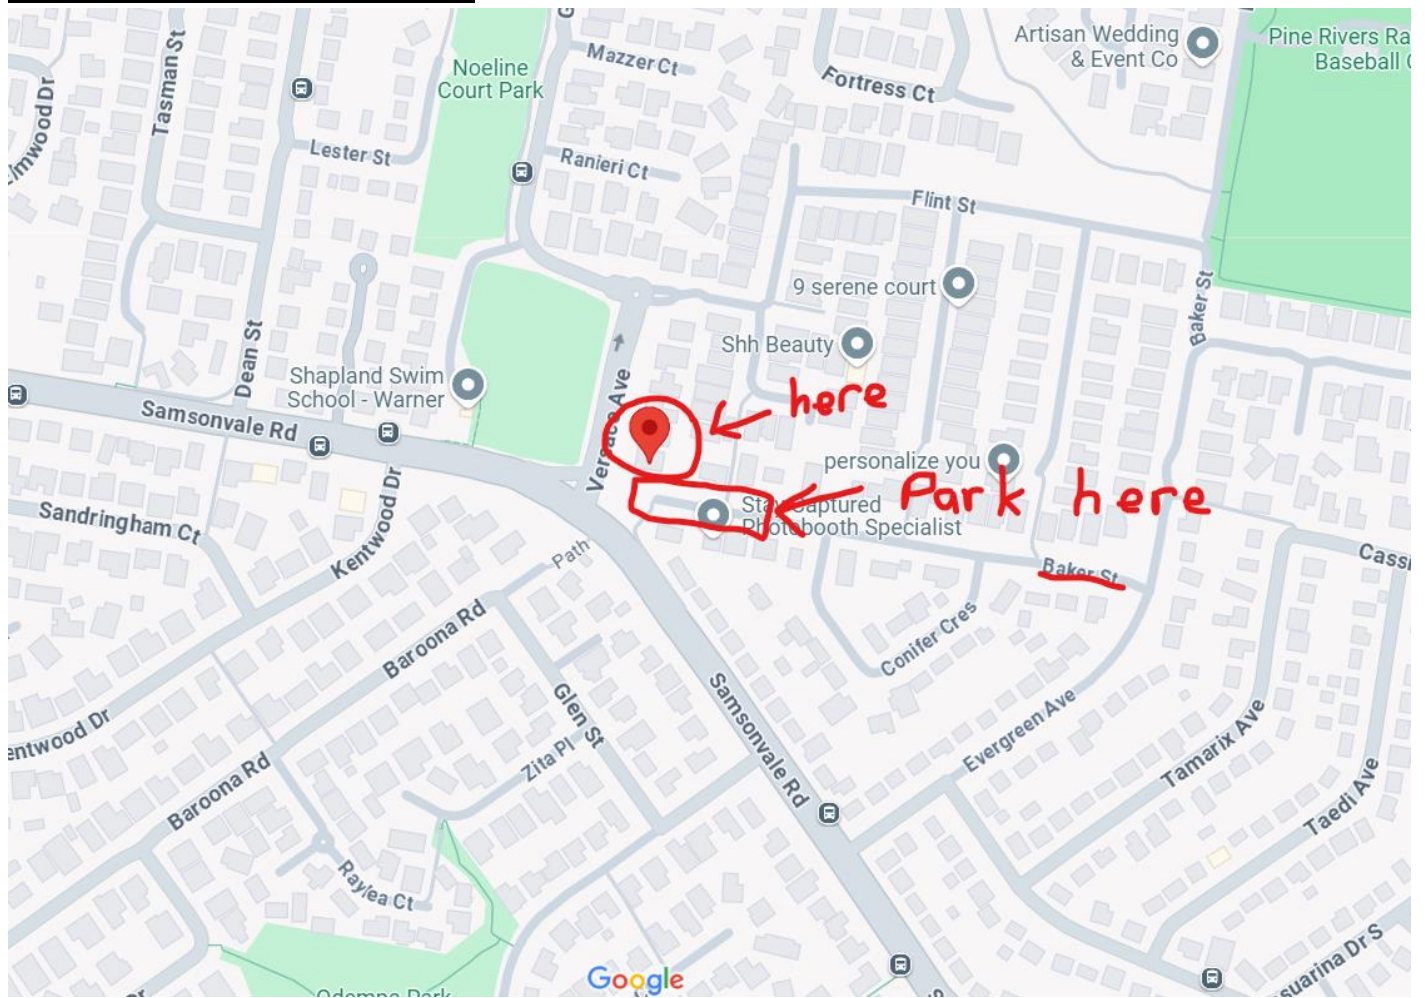 Artisan Wedding
& Event Co
Pine Rivers Ra
Baseball
Mazzer Ct
Noeline
Court Park
Fortress Ct
Tasman St
Lester St
Ranieri Ct
Flint St
9 serene court
Baker St
Shh Beauty
Dean St
Shapland Swim
School - Warner
Versace Ave
here
Samsonvale Rd
personalize you
Park here
Stay Captured
Photobooth Specialist
Kentwood Dr
Sandringham Ct
Path
Baker St
Cassi
Baroona Rd
Conifer Cres
Glen St
Samsonvale Rd
Evergreen Ave
Tamarix Ave
entwood Dr
Zita Pl
Baroona Rd
Taedi Ave
Raylea Ct
suarina Dr S
Google